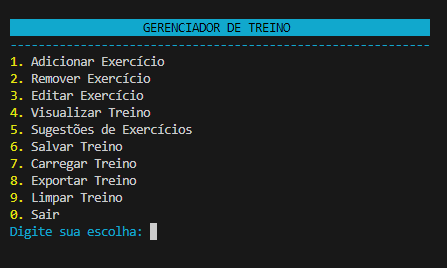 GERENCIADOR DE TREINO
------------------------------------------------------------
1. Adicionar Exercício
2. Remover Exercício
3. Editar Exercício
4. Visualizar Treino
5. Sugestões de Exercícios
6. Salvar Treino
7. Carregar Treino
8. Exportar Treino
9. Limpar Treino
0. Sair
Digite sua escolha: